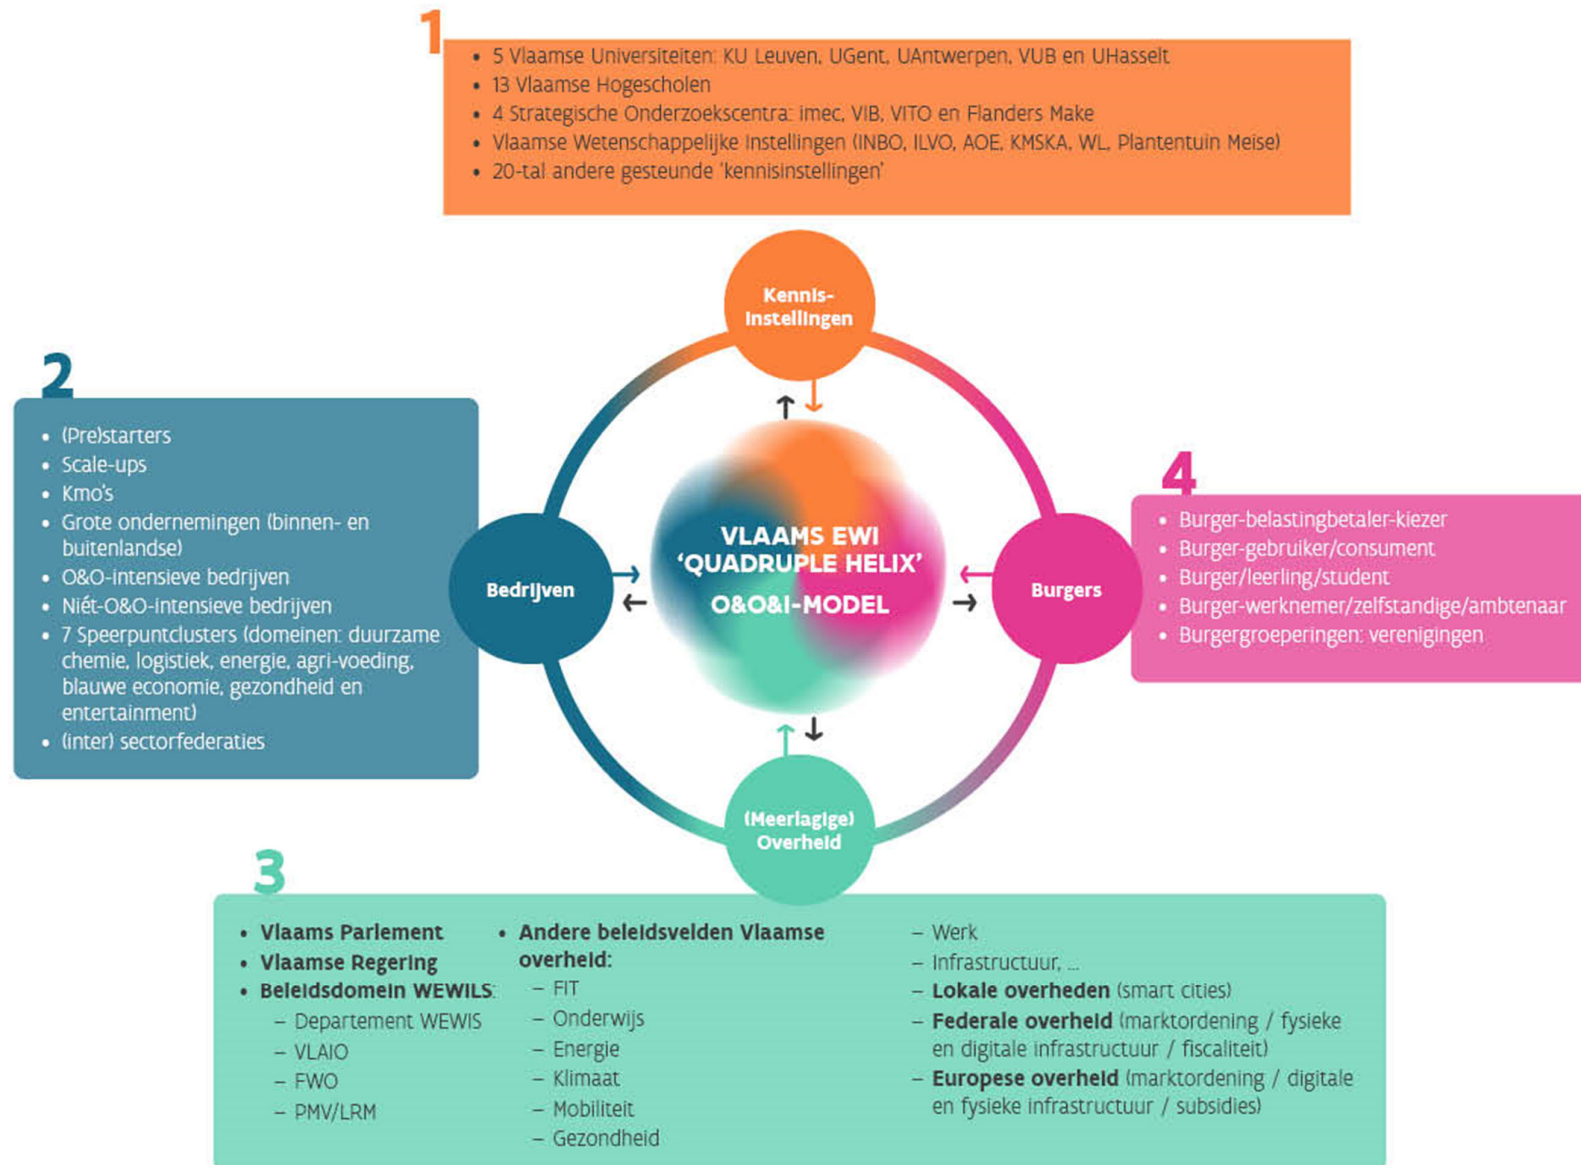 1
• 5 Vlaamse Universiteiten: KU Leuven, UGent, UAntwerpen, VUB en UHasselt
• 13 Vlaamse Hogescholen
• 4 Strategische Onderzoekscentra: imec, VIB, VITO en Flanders Make
• Vlaamse Wetenschappelijke Instellingen (INBO, ILVO, AOE, KMSKA, WL, Plantentuin Meise)
• 20-tal andere gesteunde ‘kennisinstellingen’
Kennis-
instellingen
2
• (Pre)starters
• Scale-ups
• Kmo's
• Grote ondernemingen (binnen- en
buitenlandse)
• O&O-intensieve bedrijven
• Niét-O&O-intensieve bedrijven
• 7 Speerpuntclusters (domeinen: duurzame
chemie, logistiek, energie, agri-voeding,
blauwe economie, gezondheid en
entertainment)
• (inter) sectorfederaties
Bedrijven
VLAAMS EWI
‘QUADRUPLE HELIX’
O&O&I-MODEL
Burgers
4
• Burger-belastingbetaler-kiezer
• Burger-gebruiker/consument
• Burger/leerling/student
• Burger-werknemer/zelfstandige/ambtenaar
• Burgergroeperingen: verenigingen
(Meerlagige)
Overheid
3
• Vlaams Parlement
• Vlaamse Regering
• Beleidsdomein WEWILS:
– Departement WEWIS
– VLAIO
– FWO
– PMV/LRM
• Andere beleidsvelden Vlaamse
overheid:
– FIT
– Onderwijs
– Energie
– Klimaat
– Mobiliteit
– Gezondheid
– Werk
– Infrastructuur, ...
– Lokale overheden (smart cities)
– Federale overheid (marktordening / fysieke
en digitale infrastructuur / fiscaliteit)
– Europese overheid (marktordening / digitale
en fysieke infrastructuur / subsidies)